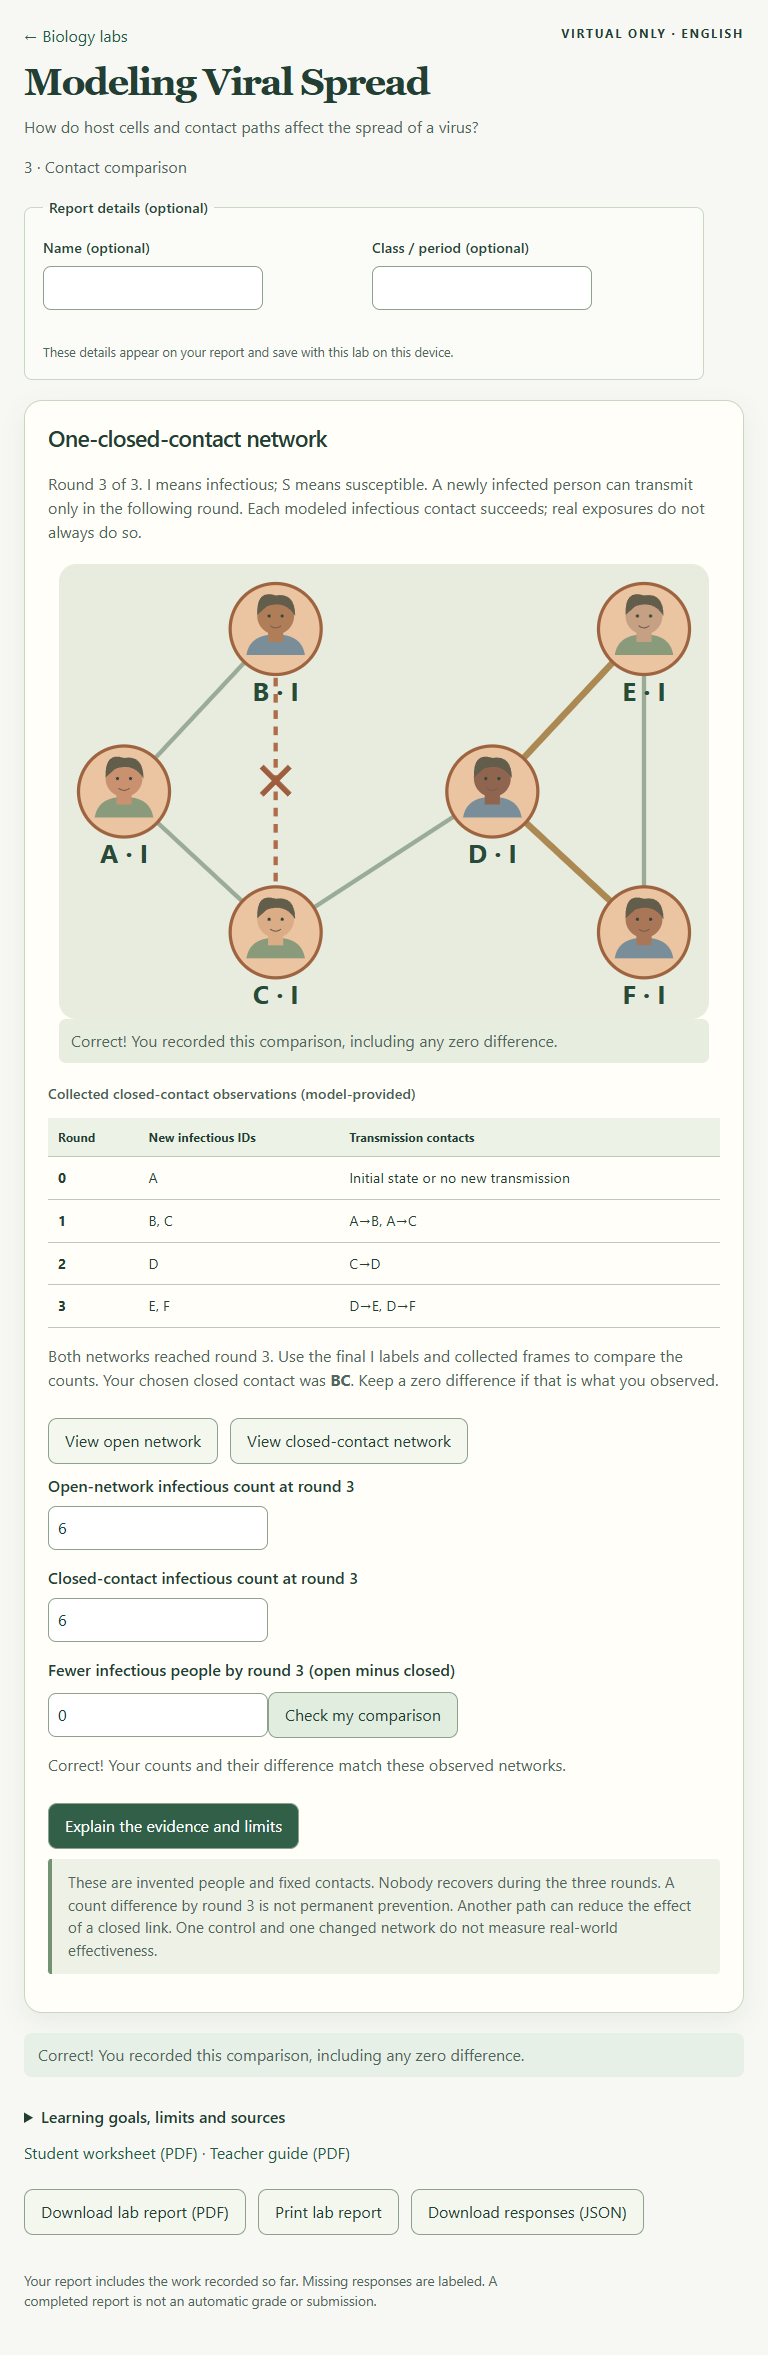 ← Biology labs
VIRTUAL ONLY · ENGLISH
Modeling Viral Spread
How do host cells and contact paths affect the spread of a virus?
3 · Contact comparison
Report details (optional)
Name (optional)
Class / period (optional)
These details appear on your report and save with this lab on this device.
One-closed-contact network
Round 3 of 3. I means infectious; S means susceptible. A newly infected person can transmit
only in the following round. Each modeled infectious contact succeeds; real exposures do not
always do so.
B · I
E · I
A · I
D · I
C · I
F · I
Correct! You recorded this comparison, including any zero difference.
Collected closed-contact observations (model-provided)
Round New infectious IDs Transmission contacts
0 A Initial state or no new transmission
1 B, C A→B, A→C
2 D C→D
3 E, F D→E, D→F
Both networks reached round 3. Use the final I labels and collected frames to compare the
counts. Your chosen closed contact was BC. Keep a zero difference if that is what you observed.
View open network
View closed-contact network
Open-network infectious count at round 3
6
Closed-contact infectious count at round 3
6
Fewer infectious people by round 3 (open minus closed)
0
Check my comparison
Correct! Your counts and their difference match these observed networks.
Explain the evidence and limits
These are invented people and fixed contacts. Nobody recovers during the three rounds. A
count difference by round 3 is not permanent prevention. Another path can reduce the effect
of a closed link. One control and one changed network do not measure real-world
effectiveness.
Correct! You recorded this comparison, including any zero difference.
▶ Learning goals, limits and sources
Student worksheet (PDF) · Teacher guide (PDF)
Download lab report (PDF)
Print lab report
Download responses (JSON)
Your report includes the work recorded so far. Missing responses are labeled. A
completed report is not an automatic grade or submission.